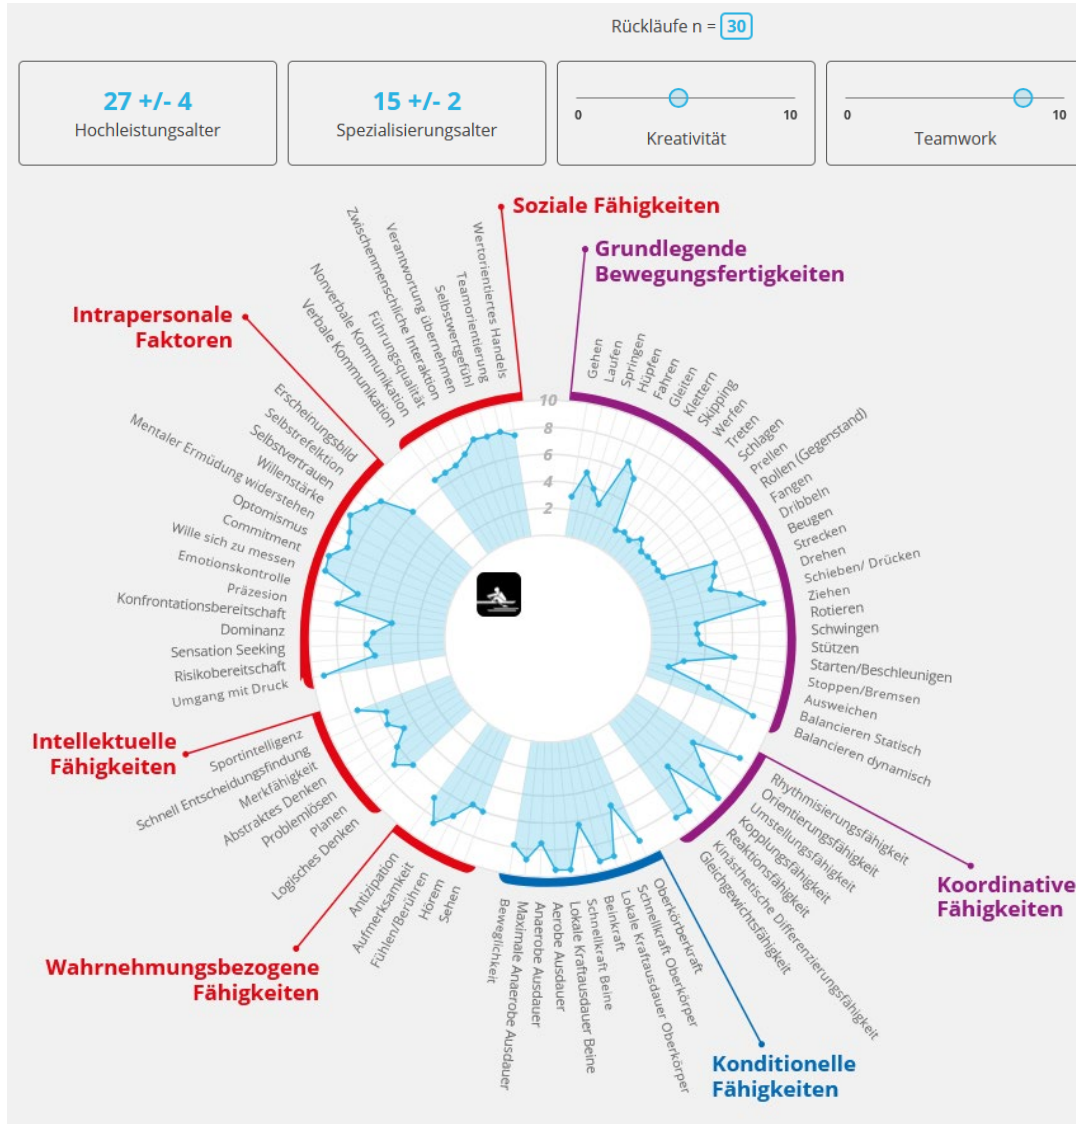 Rückläufe n = 30
27 +/- 4
Hochleistungsalter
15 +/- 2
Spezialisierungsalter
0
10
Kreativität
0
10
Teamwork
Soziale Fähigkeiten
Grundlegende
Bewegungsfertigkeiten
Intrapersonale
Faktoren
10
8
6
4
2
Gehen
Laufen
Springen
Hüpfen
Fahren
Gleiten
Klettern
Skipping
Werfen
Treten
Schlagen
Prellen
Rollen (Gegenstand)
Fangen
Dribbeln
Beugen
Strecken
Drehen
Schieben/ Drücken
Ziehen
Rotieren
Schwingen
Stützen
Starten/Beschleunigen
Stoppen/Bremsen
Ausweichen
Balancieren Statisch
Balancieren dynamisch
Rhythmisierungsfähigkeit
Orientierungsfähigkeit
Umstellungsfähigkeit
Kopplungsfähigkeit
Reaktionsfähigkeit
Kinästhetische Differenzierungsfähigkeit
Gleichgewichtsfähigkeit
Koordinative
Fähigkeiten
Oberkörberkraft
Schnellkraft Oberkörper
Lokale Kraftausdauer Oberkörper
Beinkraft
Schnellkraft Beine
Lokale Kraftausdauer Beine
Aerobe Ausdauer
Anaerobe Ausdauer
Maximale Anaerobe Ausdauer
Beweglichkeit
Konditionelle
Fähigkeiten
Sehen
Hörem
Fühlen/Berühren
Aufmerksamkeit
Antizipation
Wahrnehmungsbezogene
Fähigkeiten
Logisches Denken
Planen
Problemlösen
Abstraktes Denken
Merkfähigkeit
Schnell Entscheidungsfindung
Sportintelligenz
Intellektuelle
Fähigkeiten
Umgang mit Druck
Risikobereitschaft
Sensation Seeking
Dominanz
Konfrontationsbereitschaft
Präzesion
Emotionskontrolle
Wille sich zu messen
Commitment
Optomismus
Mentaler Ermüdung widerstehen
Willenstärke
Selbstvertrauen
Selbstrefelktion
Erscheinungsbild
Verbale Kommunikation
Nonverbale Kommunikation
Führungsqualität
Zwischenmenschliche Interaktion
Verantwortung übernehmen
Selbstwertgefühl
Teamorientierung
Wertorientiertes Handels